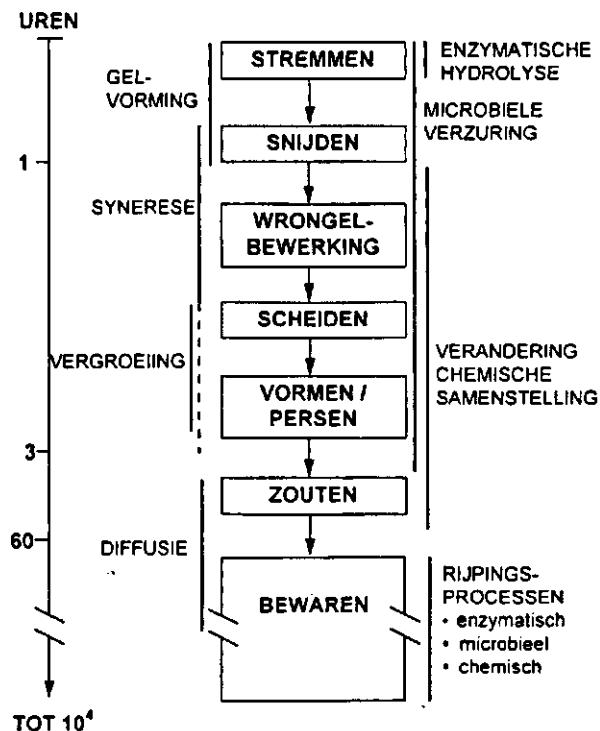 UREN
STREMMEN
ENZYMATISCHE
HYDROLYSE
GEL-
VORMING
MICROBIELE
VERZURING
SNIJDEN
1
SYNERESE
WRONGEL-
BEWERKING
SCHEIDEN
VERGROEIING
VERANDERING
CHEMISCHE
SAMENSTELLING
VORMEN /
PERSEN
3
ZOUTEN
60
DIFFUSIE
BEWAREN
RIJPINGS-
PROCESSEN
• enzymatisch
• microbieel
• chemisch
TOT 10⁴